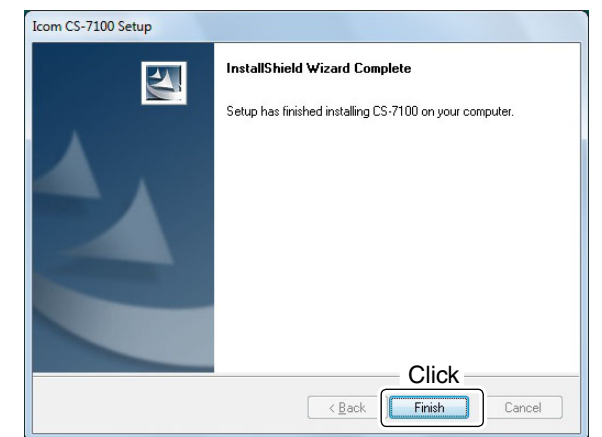 Icom CS-7100 Setup
InstallShield Wizard Complete
Setup has finished installing CS-7100 on your computer.
Click
< Back
Finish
Cancel